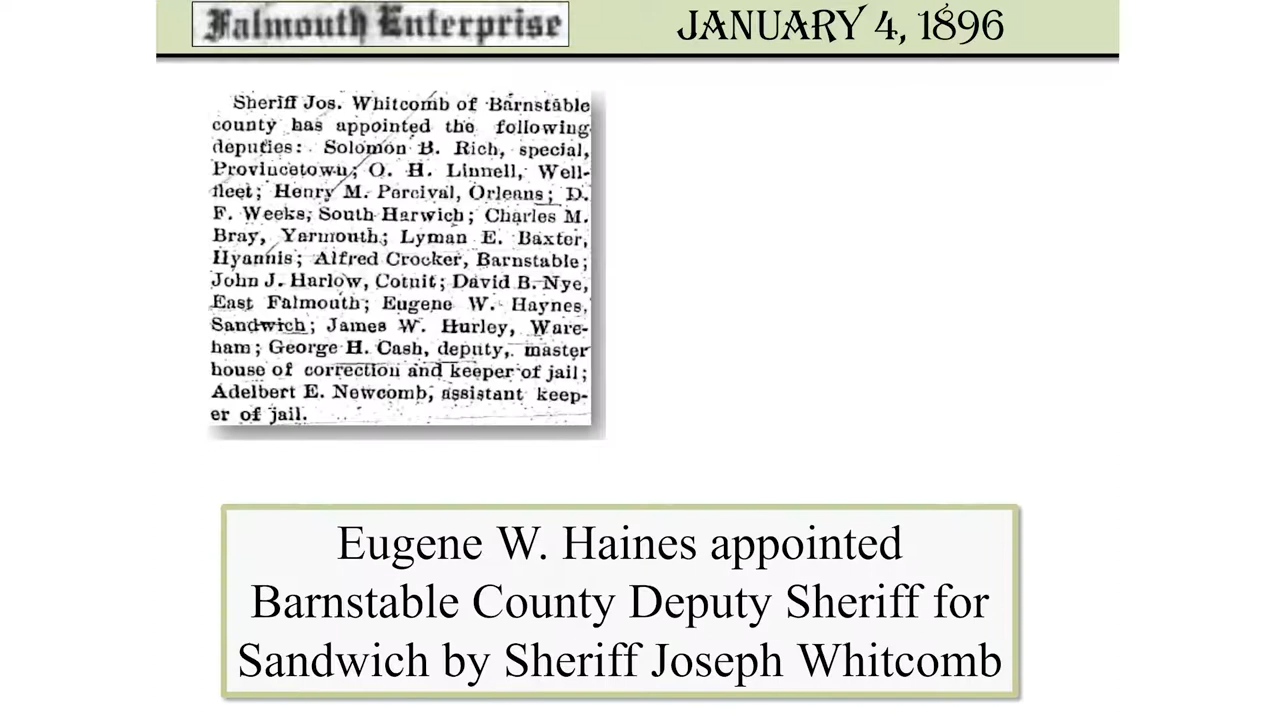 Falmouth Enterprise
JANUARY 4, 1896
Sheriff Jos. Whitcomb of Barnstable
county has appointed the following
deputies: Solomon B. Rich, special,
Provincetown; O. H. Linnell, Well-
fleet; Henry M. Percival, Orleans; D.
F. Weeks, South Harwich; Charles M.
Bray, Yarmouth; Lyman E. Baxter,
Hyannis; Alfred Crocker, Barnstable;
John J. Harlow, Cotuit; David B. Nye,
East Falmouth; Eugene W. Haynes,
Sandwich; James W. Hurley, Ware-
ham; George H. Cash, deputy, master
house of correction and keeper of jail;
Adelbert E. Newcomb, assistant keep-
er of jail.
Eugene W. Haines appointed
Barnstable County Deputy Sheriff for
Sandwich by Sheriff Joseph Whitcomb